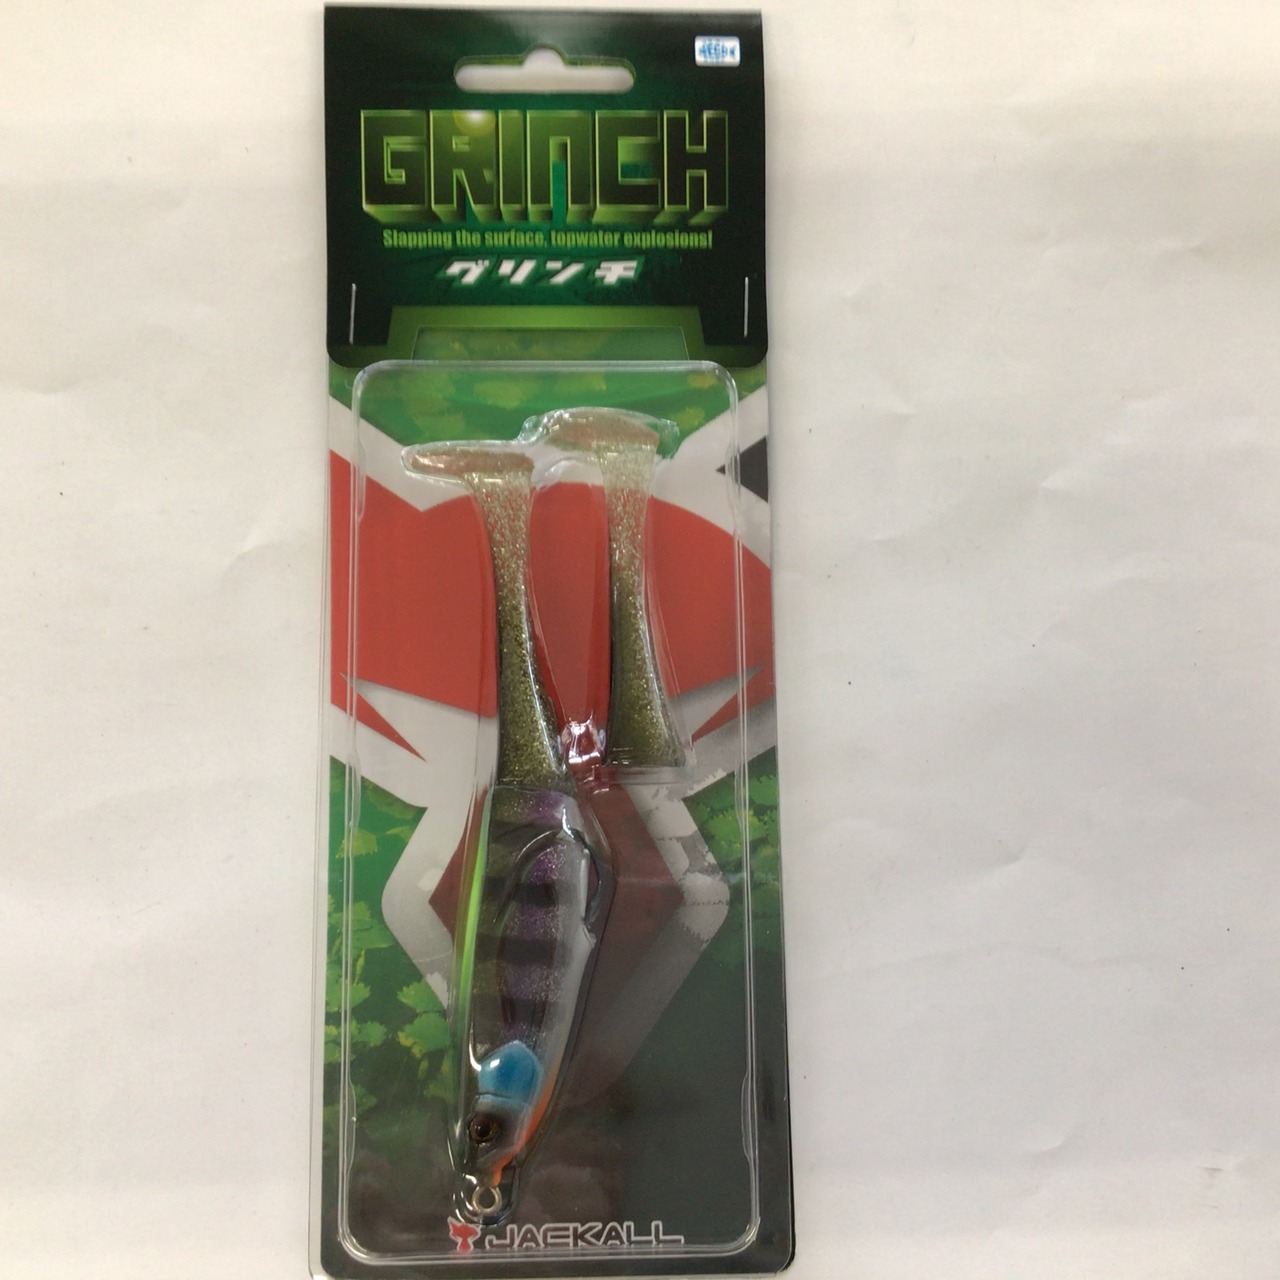 GRINCH
Slapping the surface, topwater explosions!
グリンチ
JACKALL